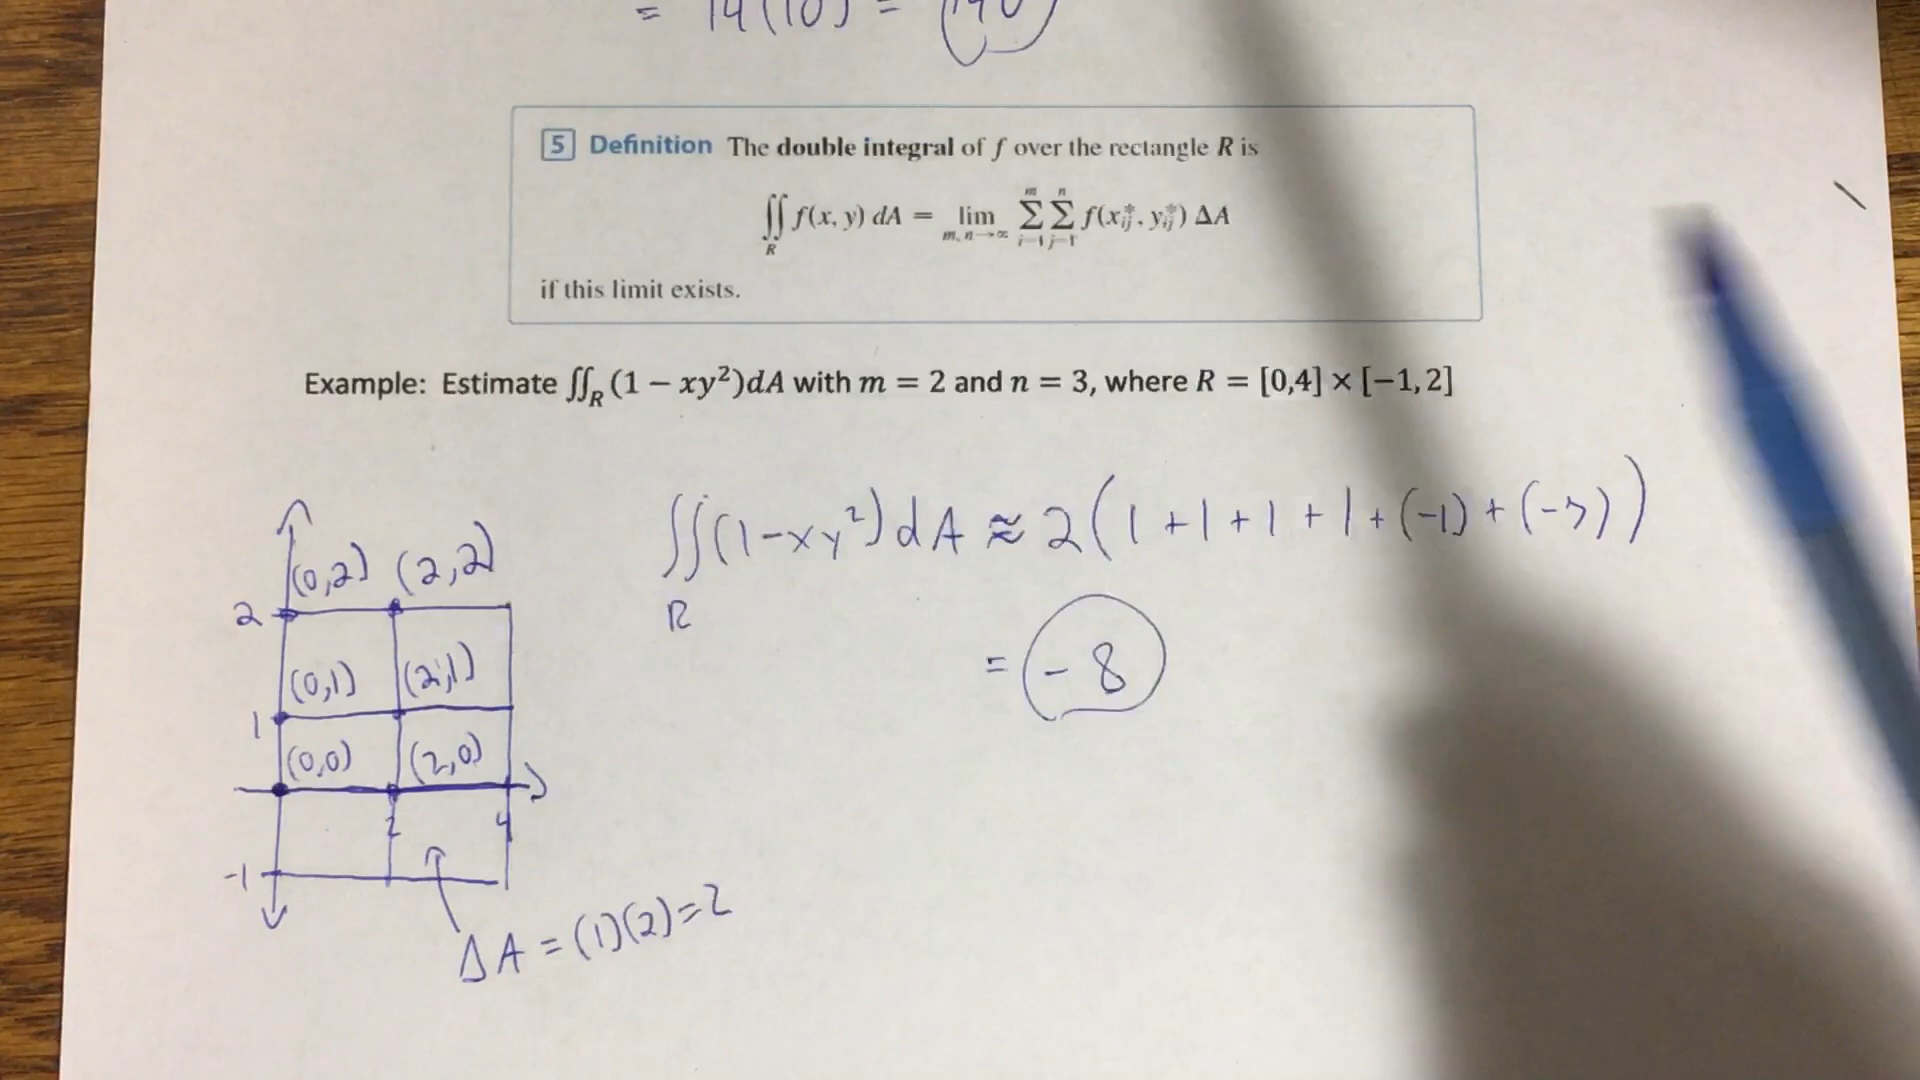 = 14(10) = 140
5 Definition The double integral of f over the rectangle R is
∬_R f(x, y) dA = lim_{m, n→∞} Σ_{i=1}^{m} Σ_{j=1}^{n} f(x*_{ij}, y*_{ij}) ΔA
if this limit exists.
Example: Estimate ∬_R (1 − xy²)dA with m = 2 and n = 3, where R = [0,4] × [−1,2]
∬_R (1-xy²)dA ≈ 2(1+1+1+1+(-1)+(-7))
= -8
(0,2) (2,2)
2
(0,1) (2,1)
1
(0,0) (2,0)
2 4
-1
ΔA = (1)(2)=2